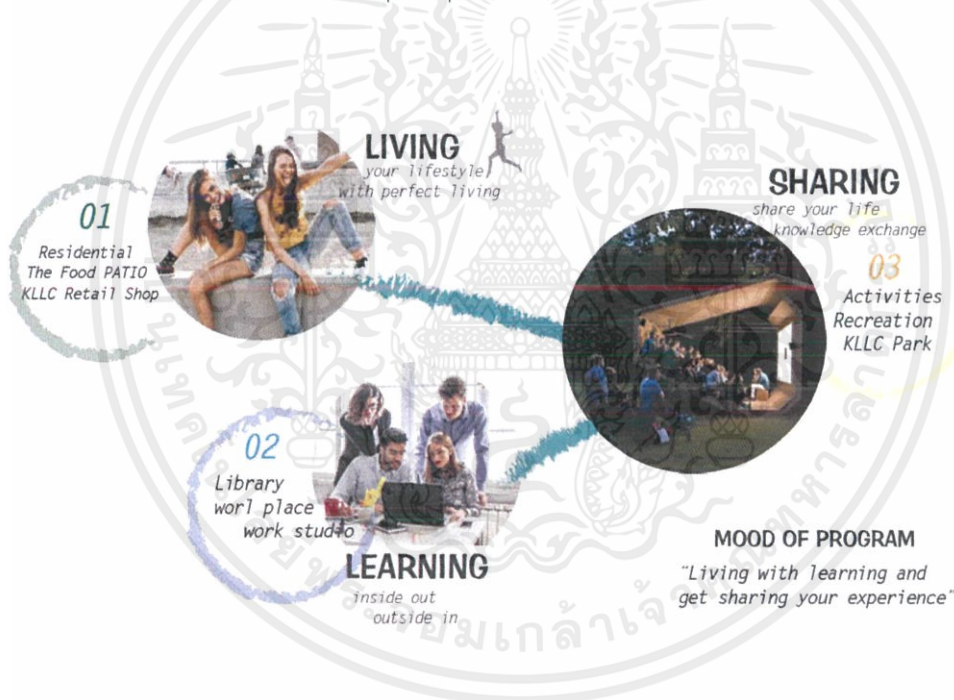 LIVING
your lifestyle
with perfect living
01
Residential
The Food PATIO
KLLC Retail Shop
SHARING
share your life
knowledge exchange
03
Activities
Recreation
KLLC Park
02
Library
worl place
work studio
LEARNING
inside out
outside in
MOOD OF PROGRAM
"Living with learning and
get sharing your experience"